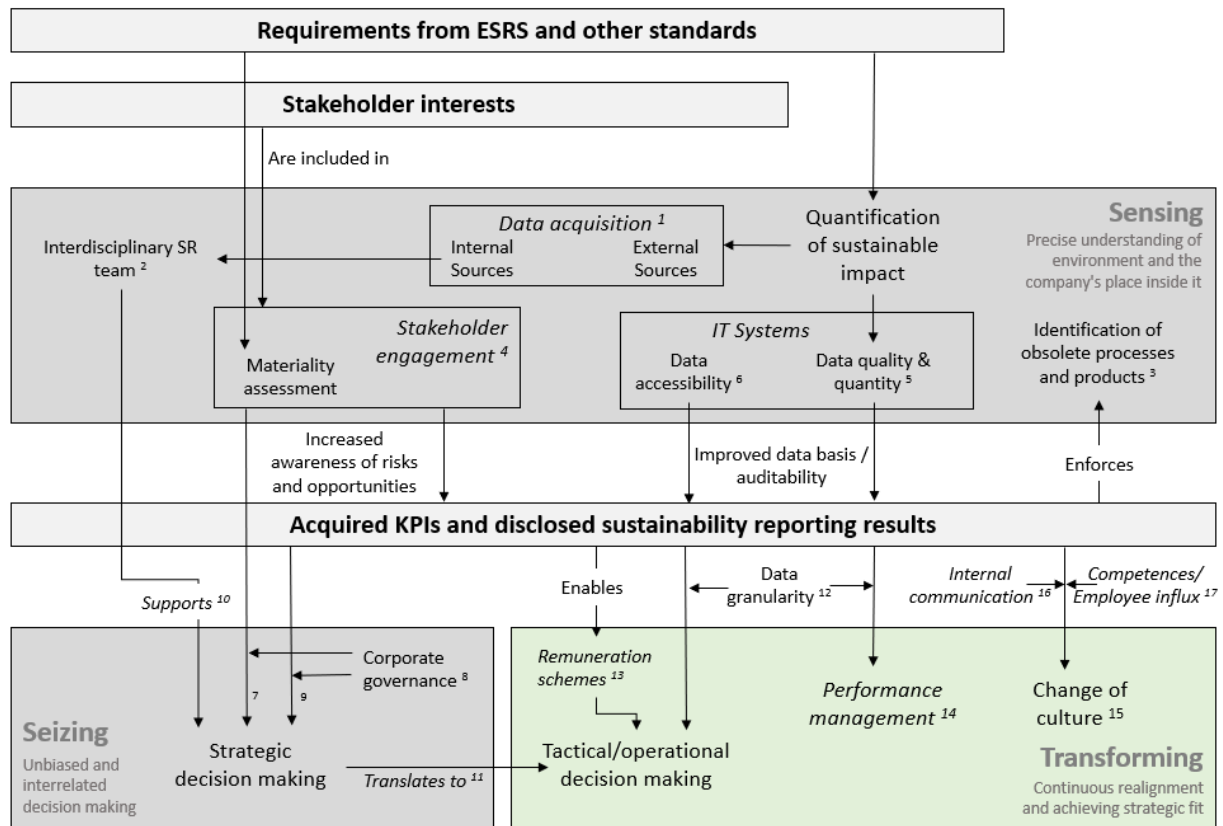 Requirements from ESRS and other standards
Stakeholder interests
Are included in
Sensing
Precise understanding of
environment and the
company's place inside it
Interdisciplinary SR
team 2
Data acquisition 1
Internal
Sources
External
Sources
Quantification
of sustainable
impact
Stakeholder
engagement 4
Materiality
assessment
IT Systems
Data
accessibility 6
Data quality &
quantity 5
Identification of
obsolete processes
and products 3
Increased
awareness of risks
and opportunities
Improved data basis /
auditability
Enforces
Acquired KPIs and disclosed sustainability reporting results
Supports 10
Enables
Data
granularity 12
Internal
communication 16
Competences/
Employee influx 17
Corporate
governance 8
7
9
Seizing
Unbiased and
interrelated
decision making
Strategic
decision making
Translates to 11
Remuneration
schemes 13
Tactical/operational
decision making
Performance
management 14
Change of
culture 15
Transforming
Continuous realignment
and achieving strategic fit